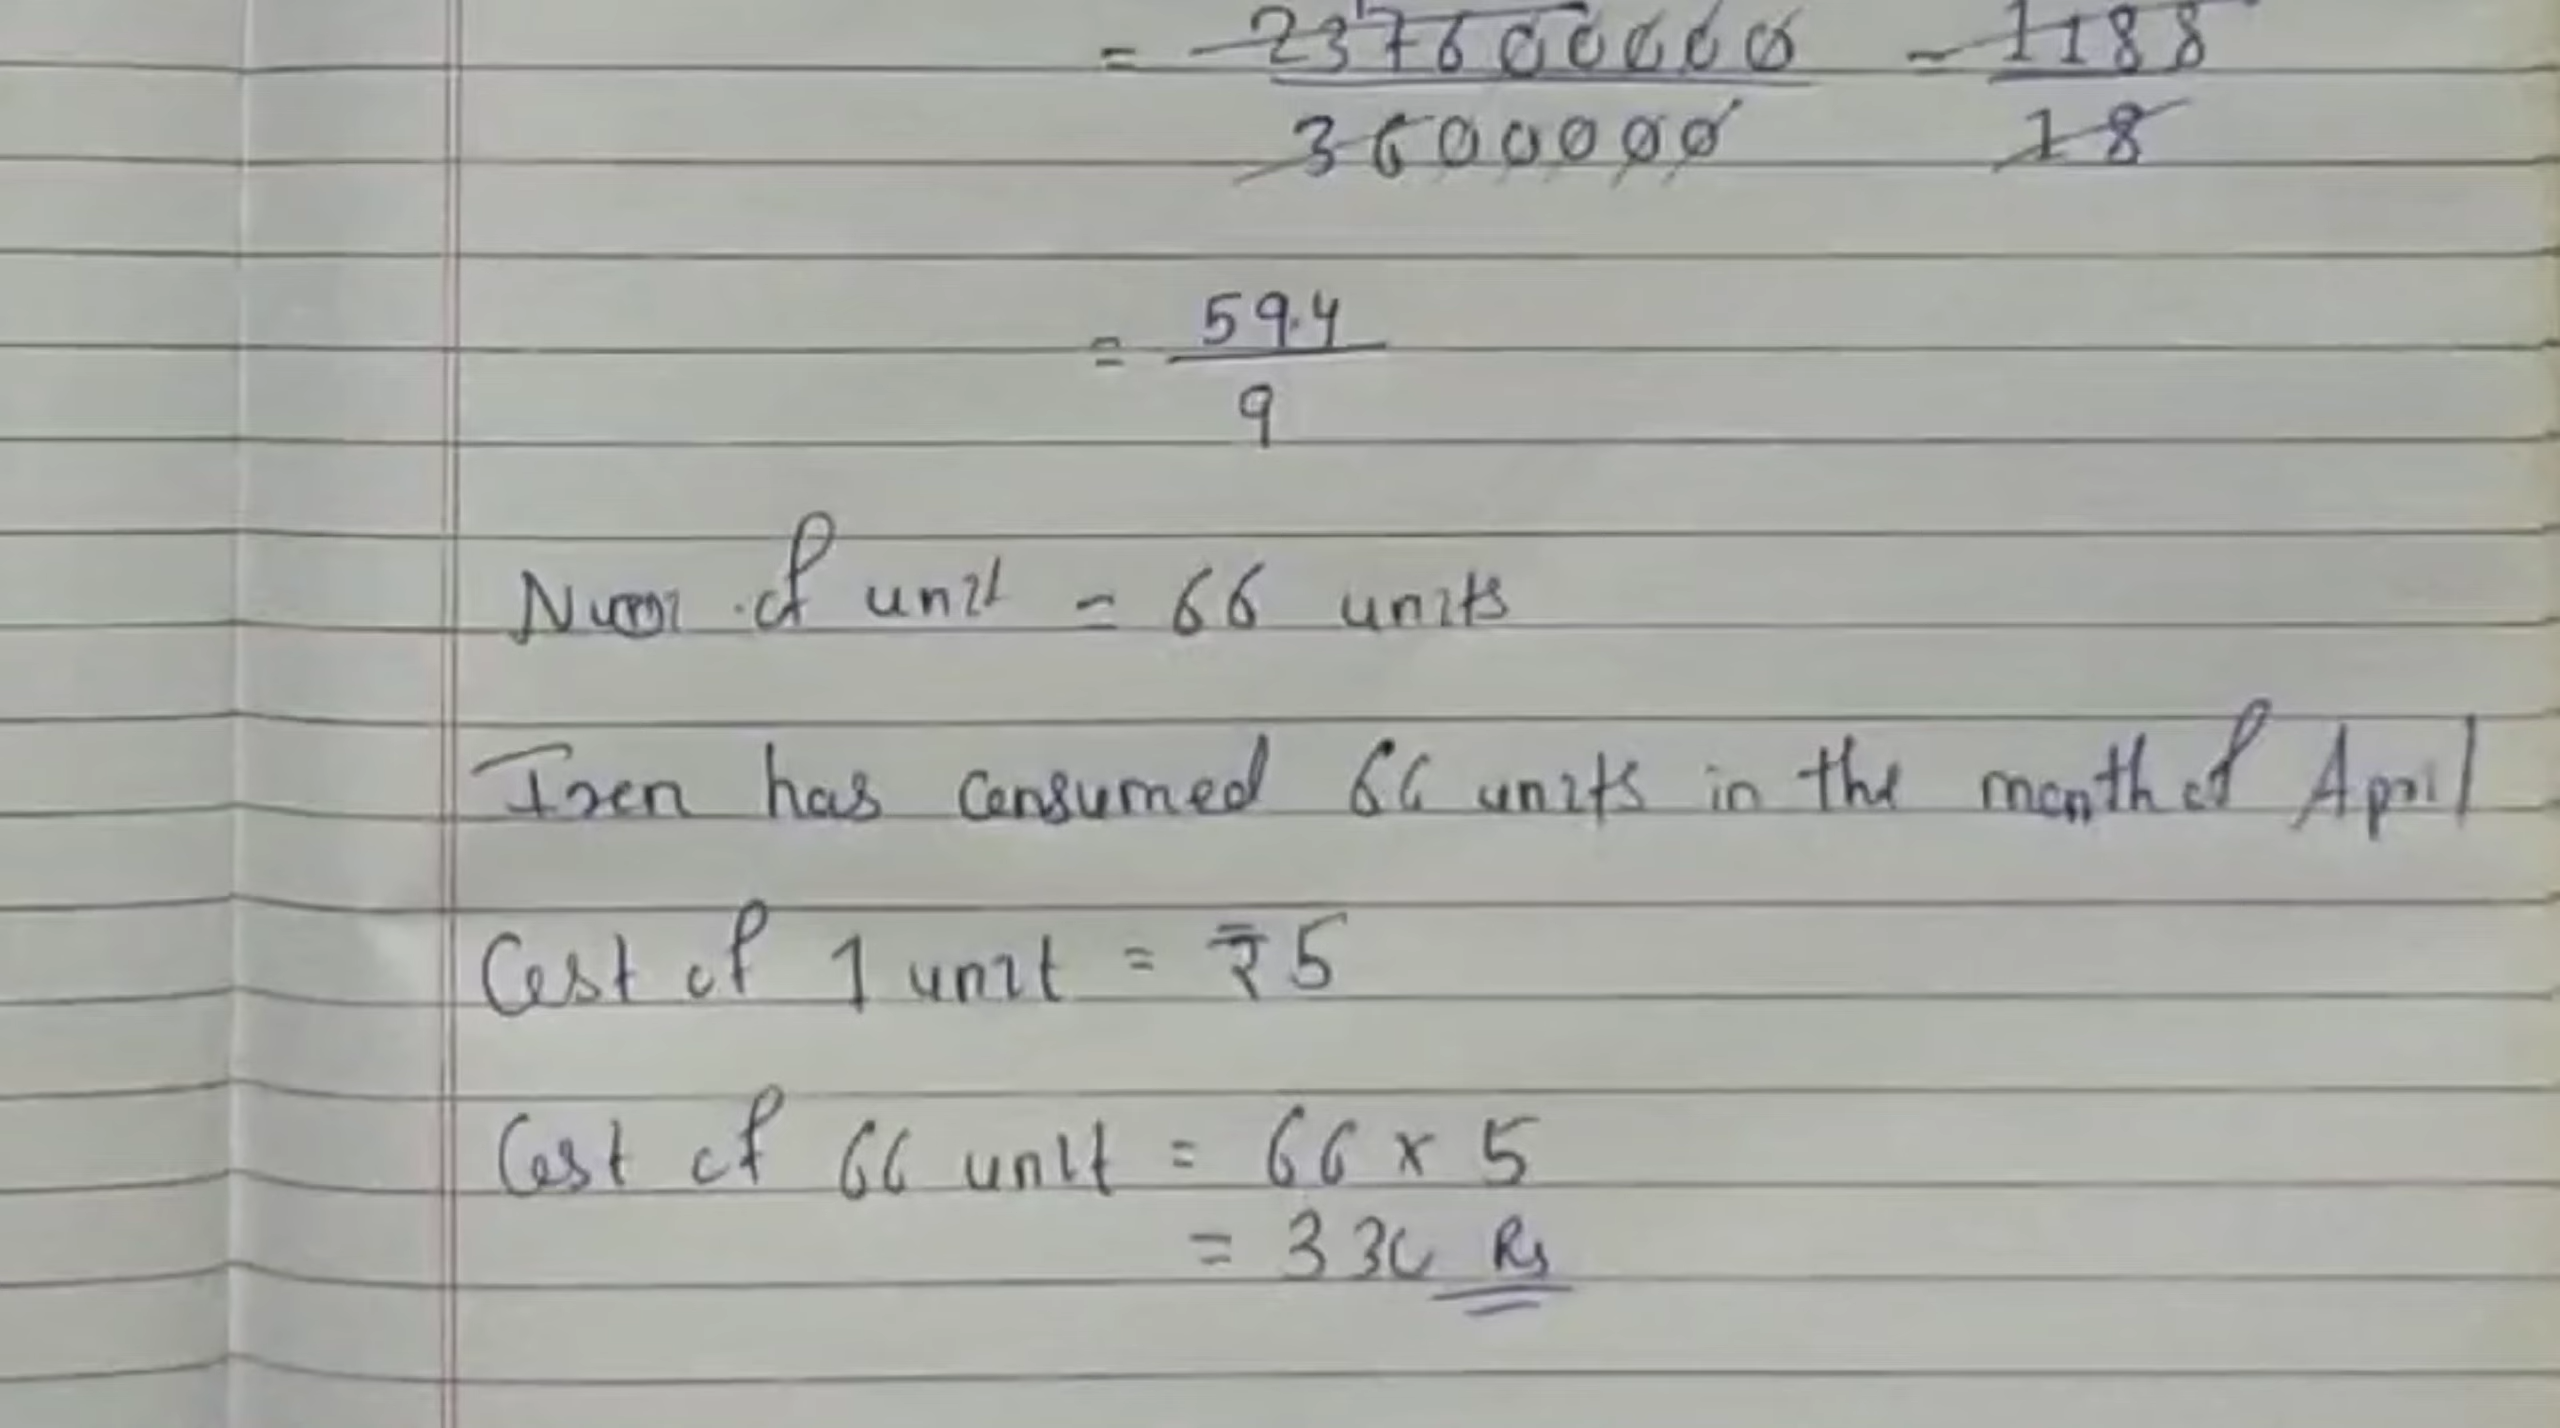 = 237600000 = 1188
3600000 18
= 594
9
Num of unit = 66 units
Iren has consumed 66 units in the month of April
Cost of 1 unit = ₹5
Cost of 66 unit = 66 x 5
= 330 Rs